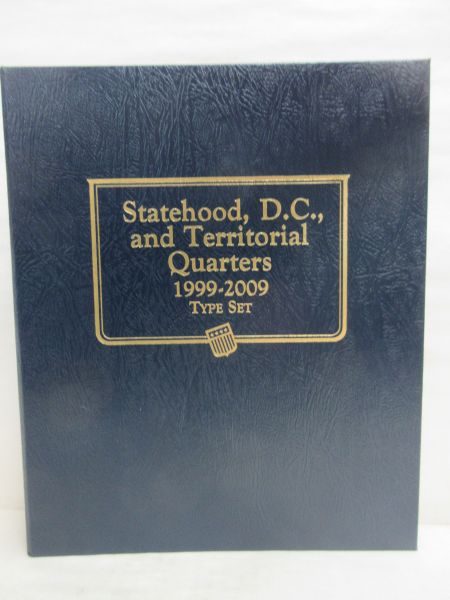 Statehood, D.C.,
and Territorial
Quarters
1999-2009
Type Set